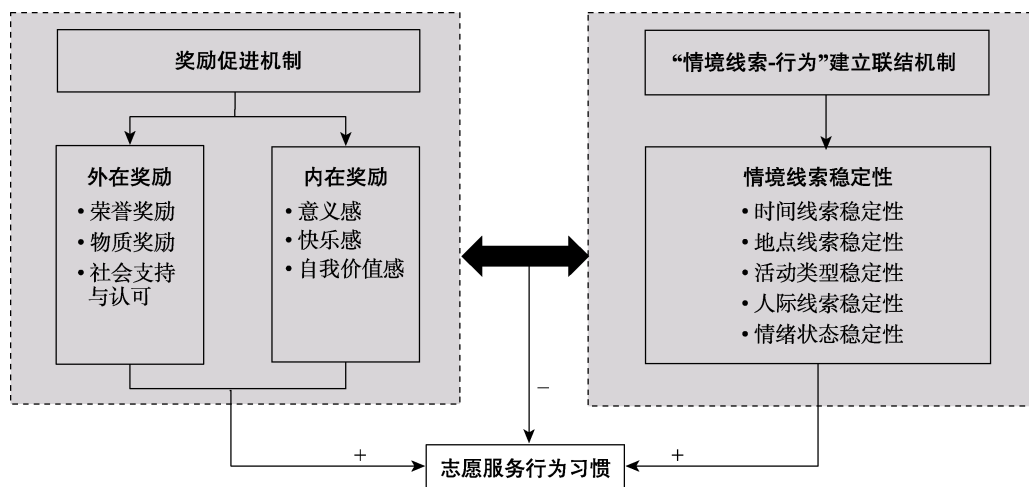 奖励促进机制
外在奖励
• 荣誉奖励
• 物质奖励
• 社会支持
与认可
内在奖励
• 意义感
• 快乐感
• 自我价值感
“情境线索-行为”建立联结机制
情境线索稳定性
• 时间线索稳定性
• 地点线索稳定性
• 活动类型稳定性
• 人际线索稳定性
• 情绪状态稳定性
−
+
志愿服务行为习惯
+